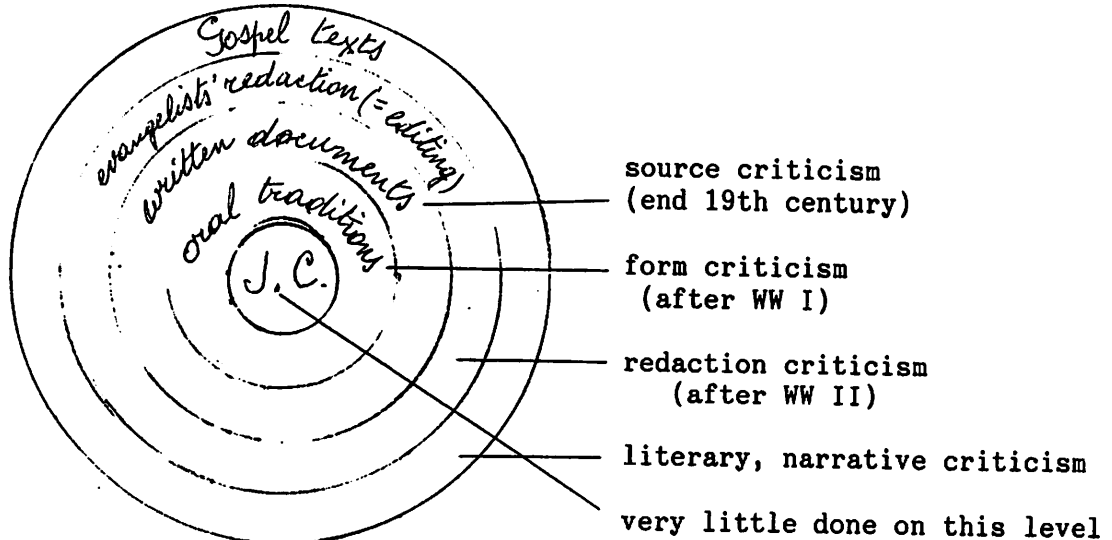 Gospel texts
evangelists' redaction (= editing)
written documents
oral traditions
J.C.
source criticism
(end 19th century)
form criticism
(after WW I)
redaction criticism
(after WW II)
literary, narrative criticism
very little done on this level